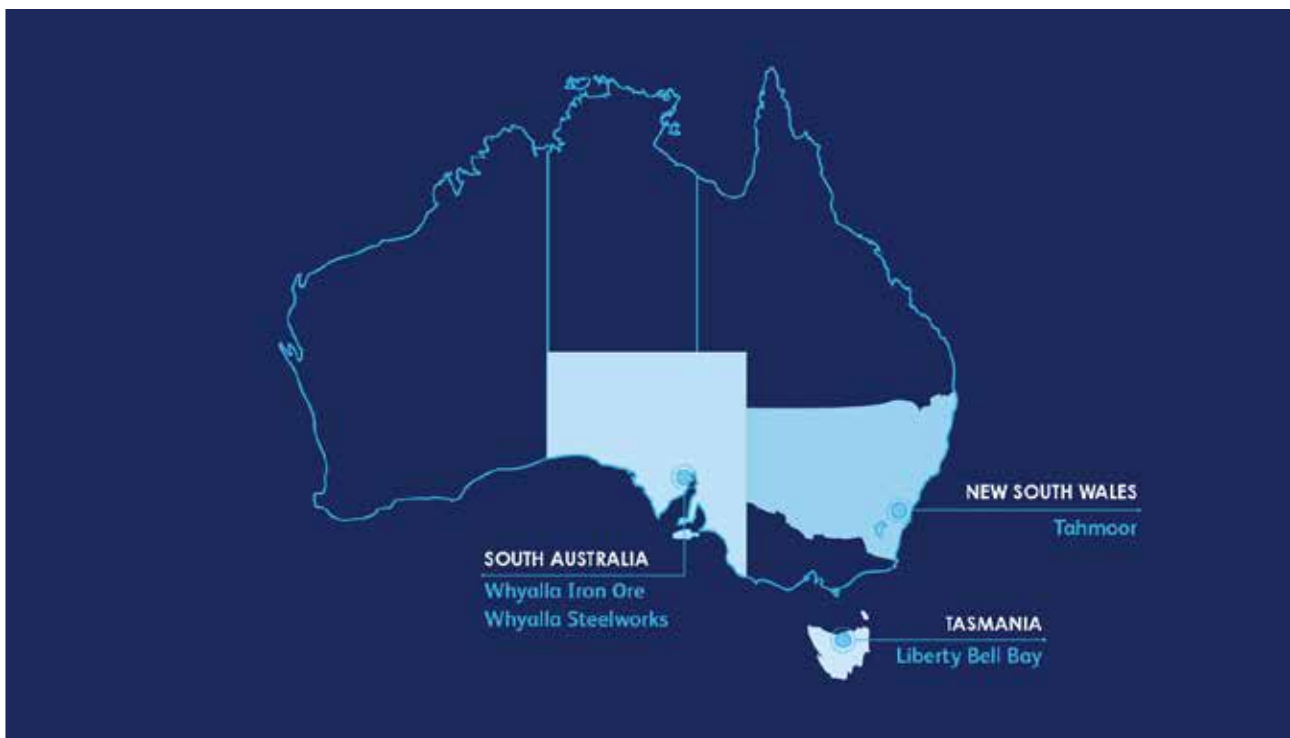 NEW SOUTH WALES
Tahmoor
SOUTH AUSTRALIA
Whyalla Iron Ore
Whyalla Steelworks
TASMANIA
Liberty Bell Bay